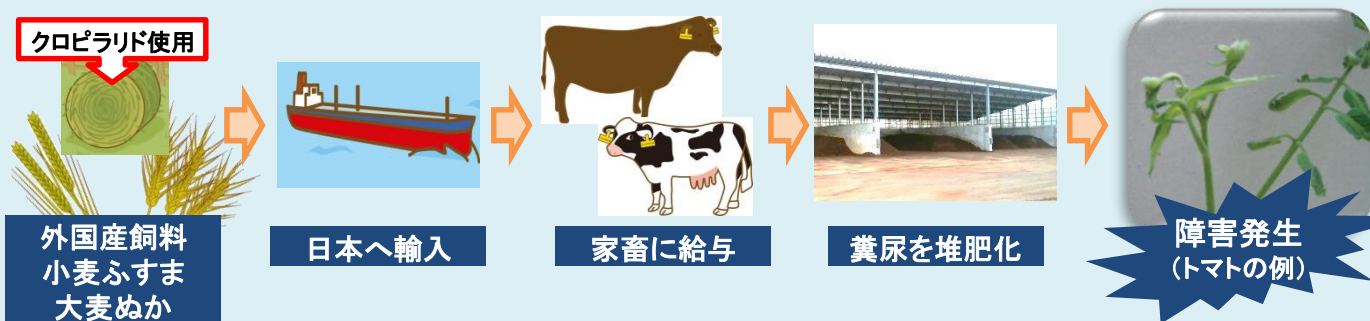 クロピラリド使用
外国産飼料
小麦ふすま
大麦ぬか
日本へ輸入
家畜に給与
糞尿を堆肥化
障害発生
(トマトの例)